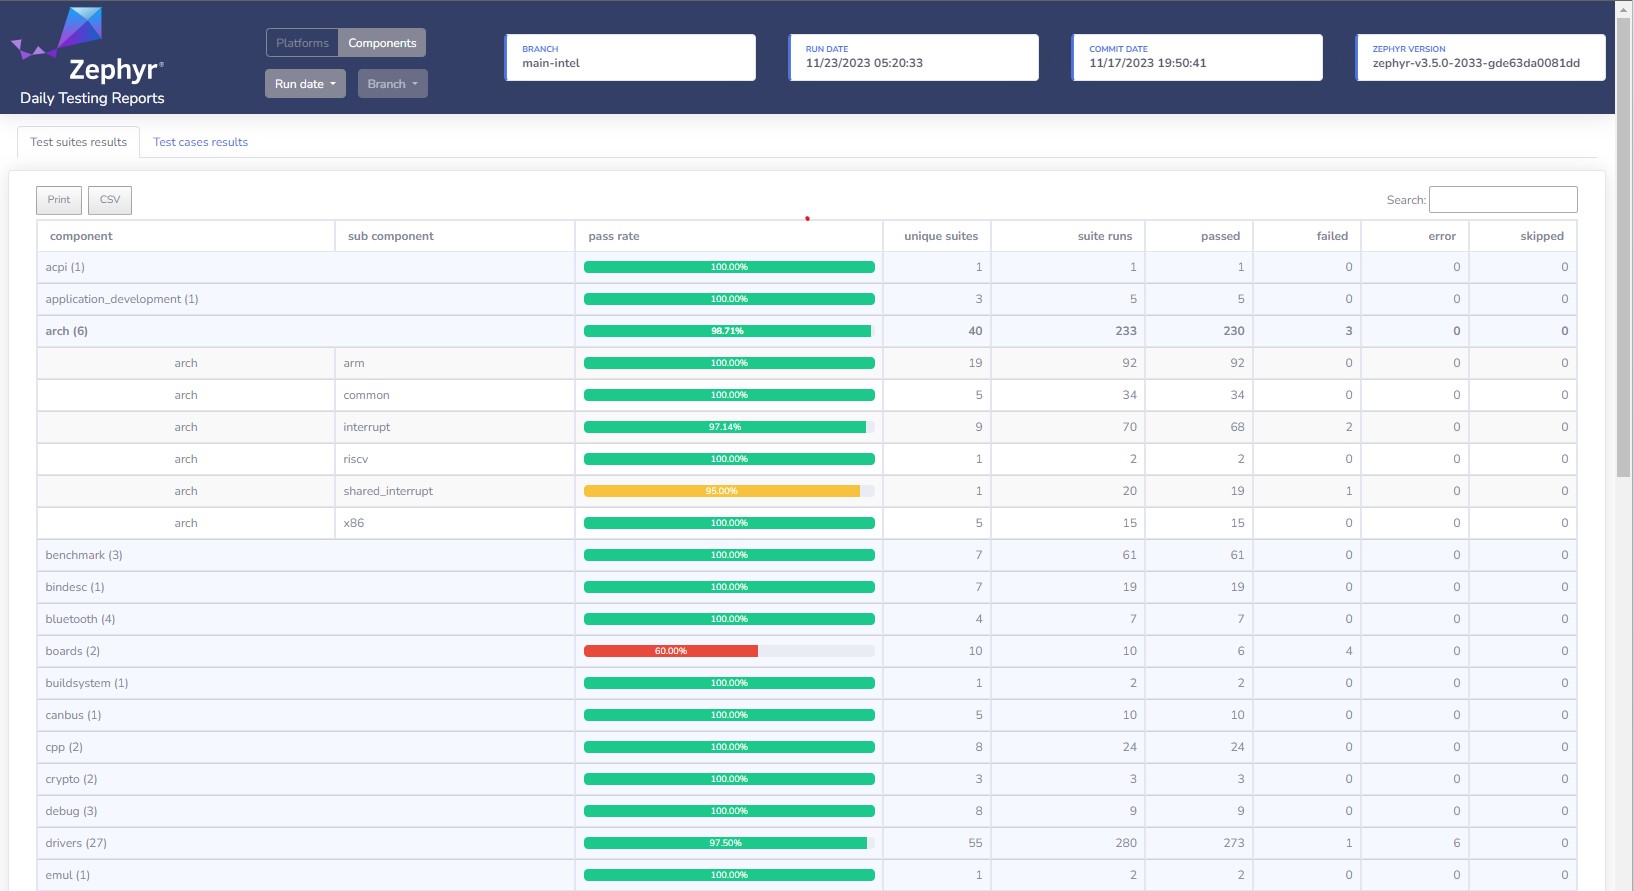 Zephyr®
Daily Testing Reports
Platforms Components
Run date Branch
BRANCH
main-intel
RUN DATE
11/23/2023 05:20:33
COMMIT DATE
11/17/2023 19:50:41
ZEPHYR VERSION
zephyr-v3.5.0-2033-gde63da0081dd
Test suites results Test cases results
Print CSV Search:
component sub component pass rate unique suites suite runs passed failed error skipped
acpi (1) 100.00% 1 1 1 0 0 0
application_development (1) 100.00% 3 5 5 0 0 0
arch (6) 98.71% 40 233 230 3 0 0
arch arm 100.00% 19 92 92 0 0 0
arch common 100.00% 5 34 34 0 0 0
arch interrupt 97.14% 9 70 68 2 0 0
arch riscv 100.00% 1 2 2 0 0 0
arch shared_interrupt 95.00% 1 20 19 1 0 0
arch x86 100.00% 5 15 15 0 0 0
benchmark (3) 100.00% 7 61 61 0 0 0
bindesc (1) 100.00% 7 19 19 0 0 0
bluetooth (4) 100.00% 4 7 7 0 0 0
boards (2) 60.00% 10 10 6 4 0 0
buildsystem (1) 100.00% 1 2 2 0 0 0
canbus (1) 100.00% 5 10 10 0 0 0
cpp (2) 100.00% 8 24 24 0 0 0
crypto (2) 100.00% 3 3 3 0 0 0
debug (3) 100.00% 8 9 9 0 0 0
drivers (27) 97.50% 55 280 273 1 6 0
emul (1) 100.00% 1 2 2 0 0 0